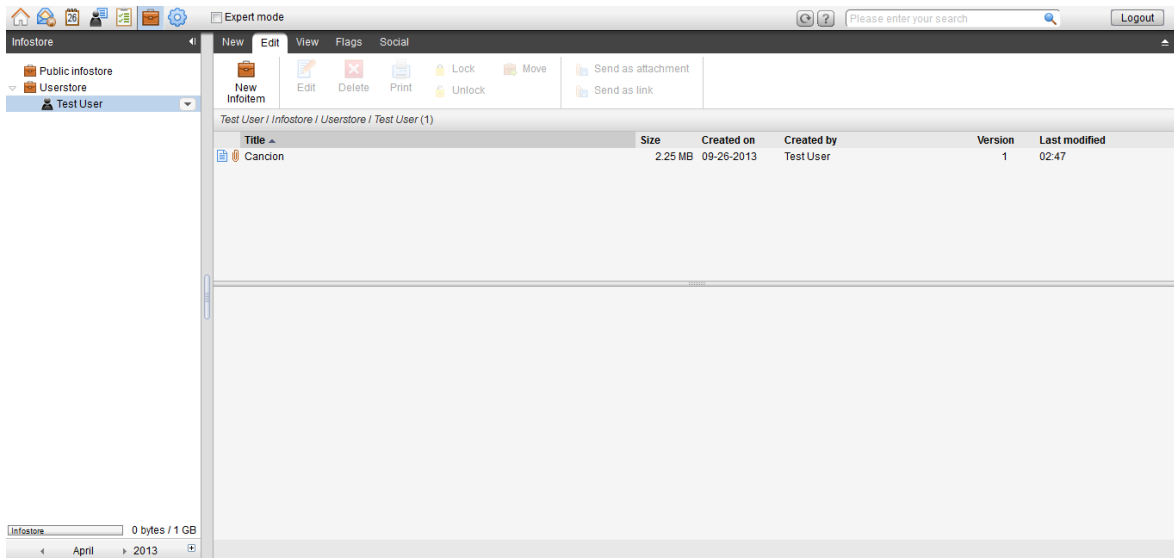 26 Expert mode ? Please enter your search Logout
Infostore New Edit View Flags Social
Public infostore
Userstore
Test User
New Infoitem Edit Delete Print Lock Unlock Move Send as attachment Send as link
Test User / Infostore / Userstore / Test User (1)
Title Size Created on Created by Version Last modified
Cancion 2.25 MB 09-26-2013 Test User 1 02:47
Infostore 0 bytes / 1 GB
April 2013